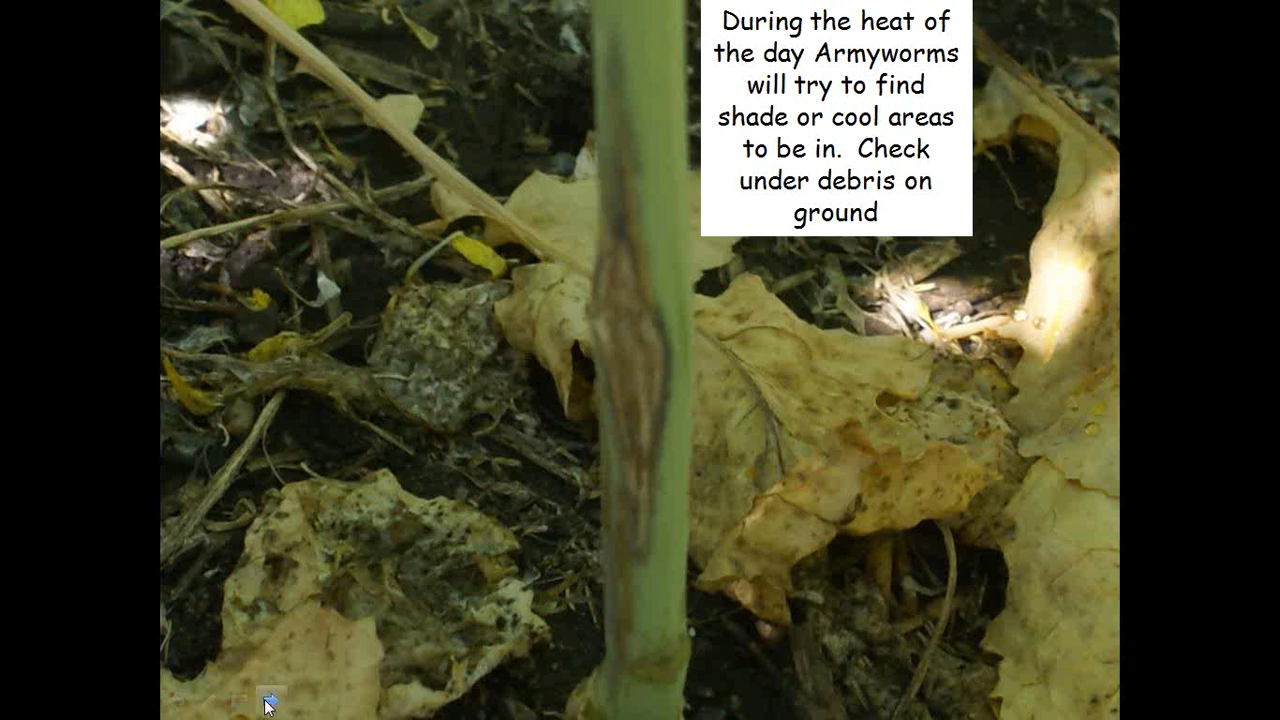 During the heat of
the day Armyworms
will try to find
shade or cool areas
to be in.  Check
under debris on
ground